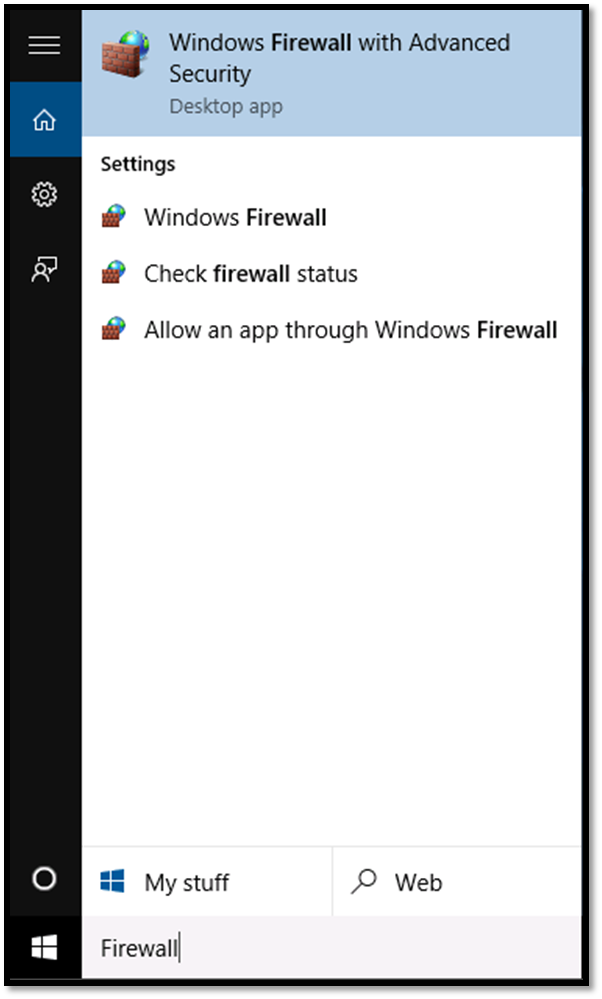 Windows Firewall with Advanced
Security
Desktop app
Settings
Windows Firewall
Check firewall status
Allow an app through Windows Firewall
My stuff
Web
Firewall